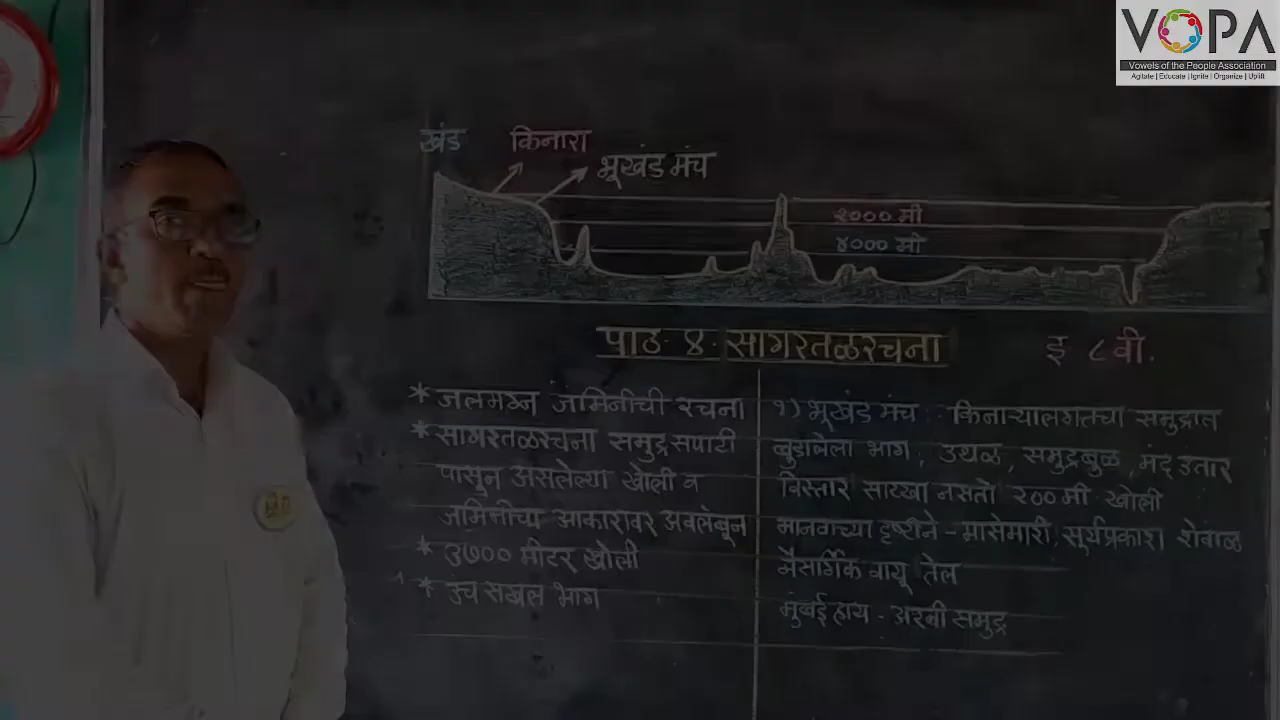 VOPA
Vowels of the People Association
Agitate | Educate | Ignite | Organize | Uplift
खंड किनारा
भूखंड मंच
२००० मी
४००० मी
पाठ ४. सागरतळरचना इ ८ वी.
* जलमग्न जमिनीची रचना
* सागरतळरचना समुद्रसपाटी
पासून असलेल्या खोली व
जमिनीचा आकारावर अवलंबून
* ३७०० मीटर खोली
* उंच सखल भाग
१) भूखंड मंच : किनाऱ्यालगतचा समुद्रात
बुडालेला भाग, उथळ, समुद्रबुळ, मंद उतार
विस्तार सारखा नसतो २०० मी खोली
मानवाच्या दृष्टीने - मासेमारी, सूर्यप्रकाश शेवाळ
नैसर्गिक वायू तेल
मुंबई हाय - अरबी समुद्र